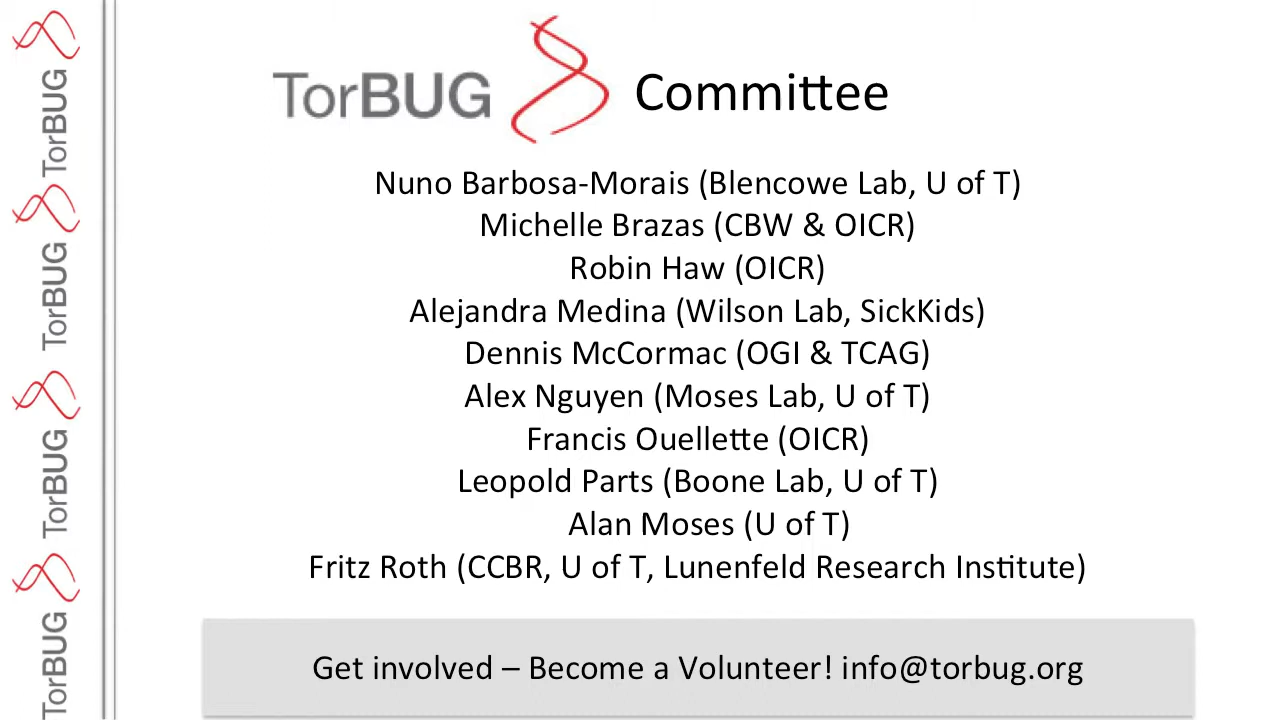 TorBUG Committee
Nuno Barbosa-Morais (Blencowe Lab, U of T)
Michelle Brazas (CBW & OICR)
Robin Haw (OICR)
Alejandra Medina (Wilson Lab, SickKids)
Dennis McCormac (OGI & TCAG)
Alex Nguyen (Moses Lab, U of T)
Francis Ouellette (OICR)
Leopold Parts (Boone Lab, U of T)
Alan Moses (U of T)
Fritz Roth (CCBR, U of T, Lunenfeld Research Institute)
Get involved – Become a Volunteer! info@torbug.org
TorBUG
TorBUG
TorBUG
TorBUG